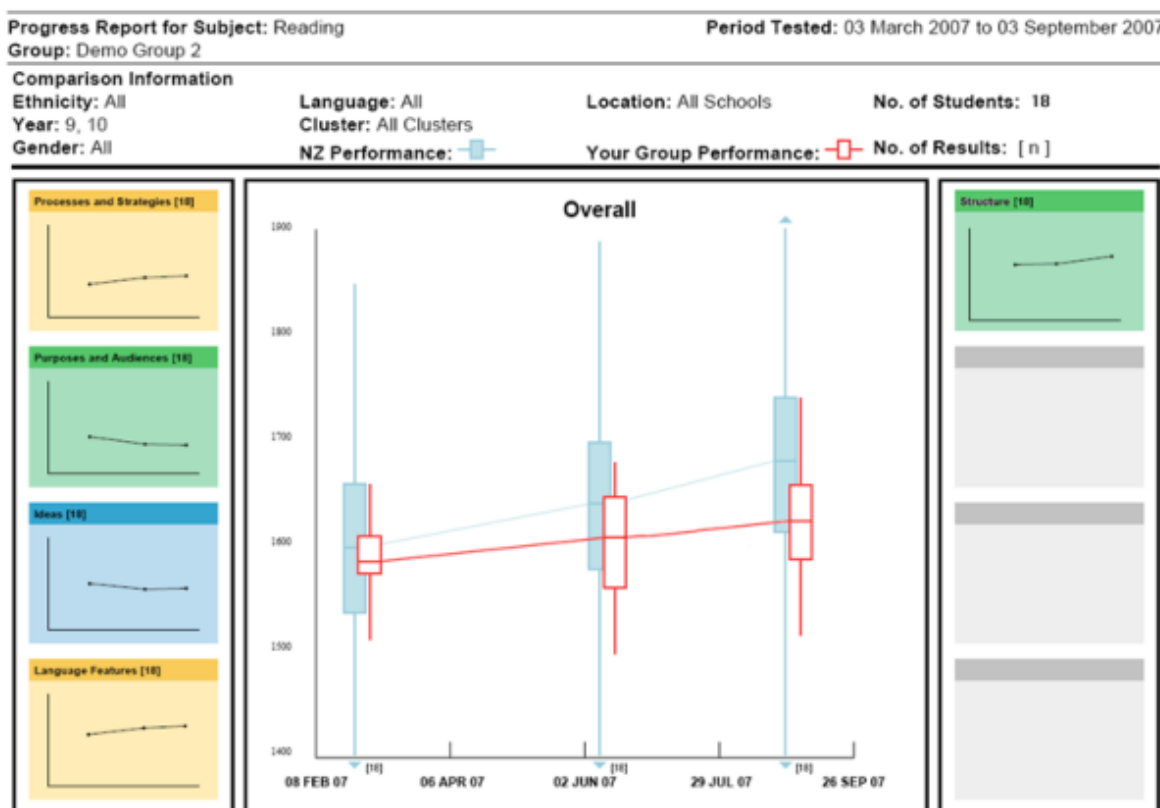 Progress Report for Subject: Reading
Period Tested: 03 March 2007 to 03 September 2007
Group: Demo Group 2
Comparison Information
Ethnicity: All
Language: All
Location: All Schools
No. of Students: 18
Year: 9, 10
Cluster: All Clusters
Gender: All
NZ Performance:
Your Group Performance:
No. of Results: [ n ]
Processes and Strategies [18]
Purposes and Audiences [18]
Ideas [18]
Language Features [18]
Overall
1900
1800
1700
1600
1500
1400
[18]
[18]
[18]
08 FEB 07
06 APR 07
02 JUN 07
29 JUL 07
26 SEP 07
Structure [18]